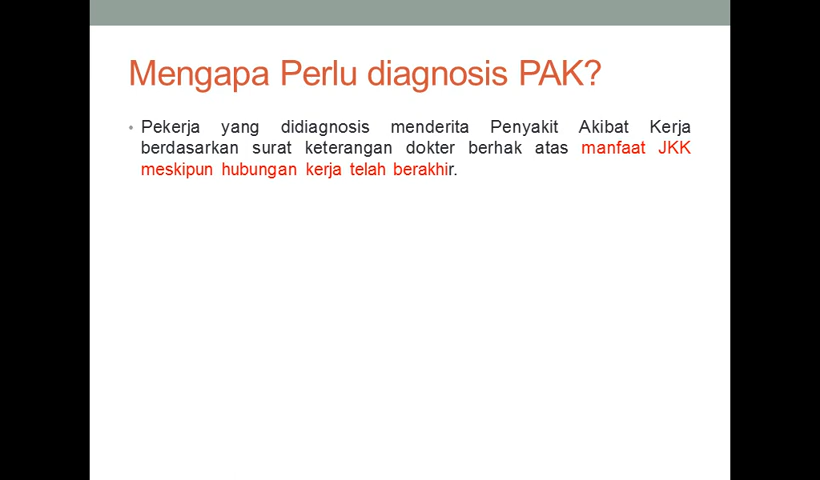 Mengapa Perlu diagnosis PAK?
• Pekerja yang didiagnosis menderita Penyakit Akibat Kerja
berdasarkan surat keterangan dokter berhak atas manfaat JKK
meskipun hubungan kerja telah berakhir.